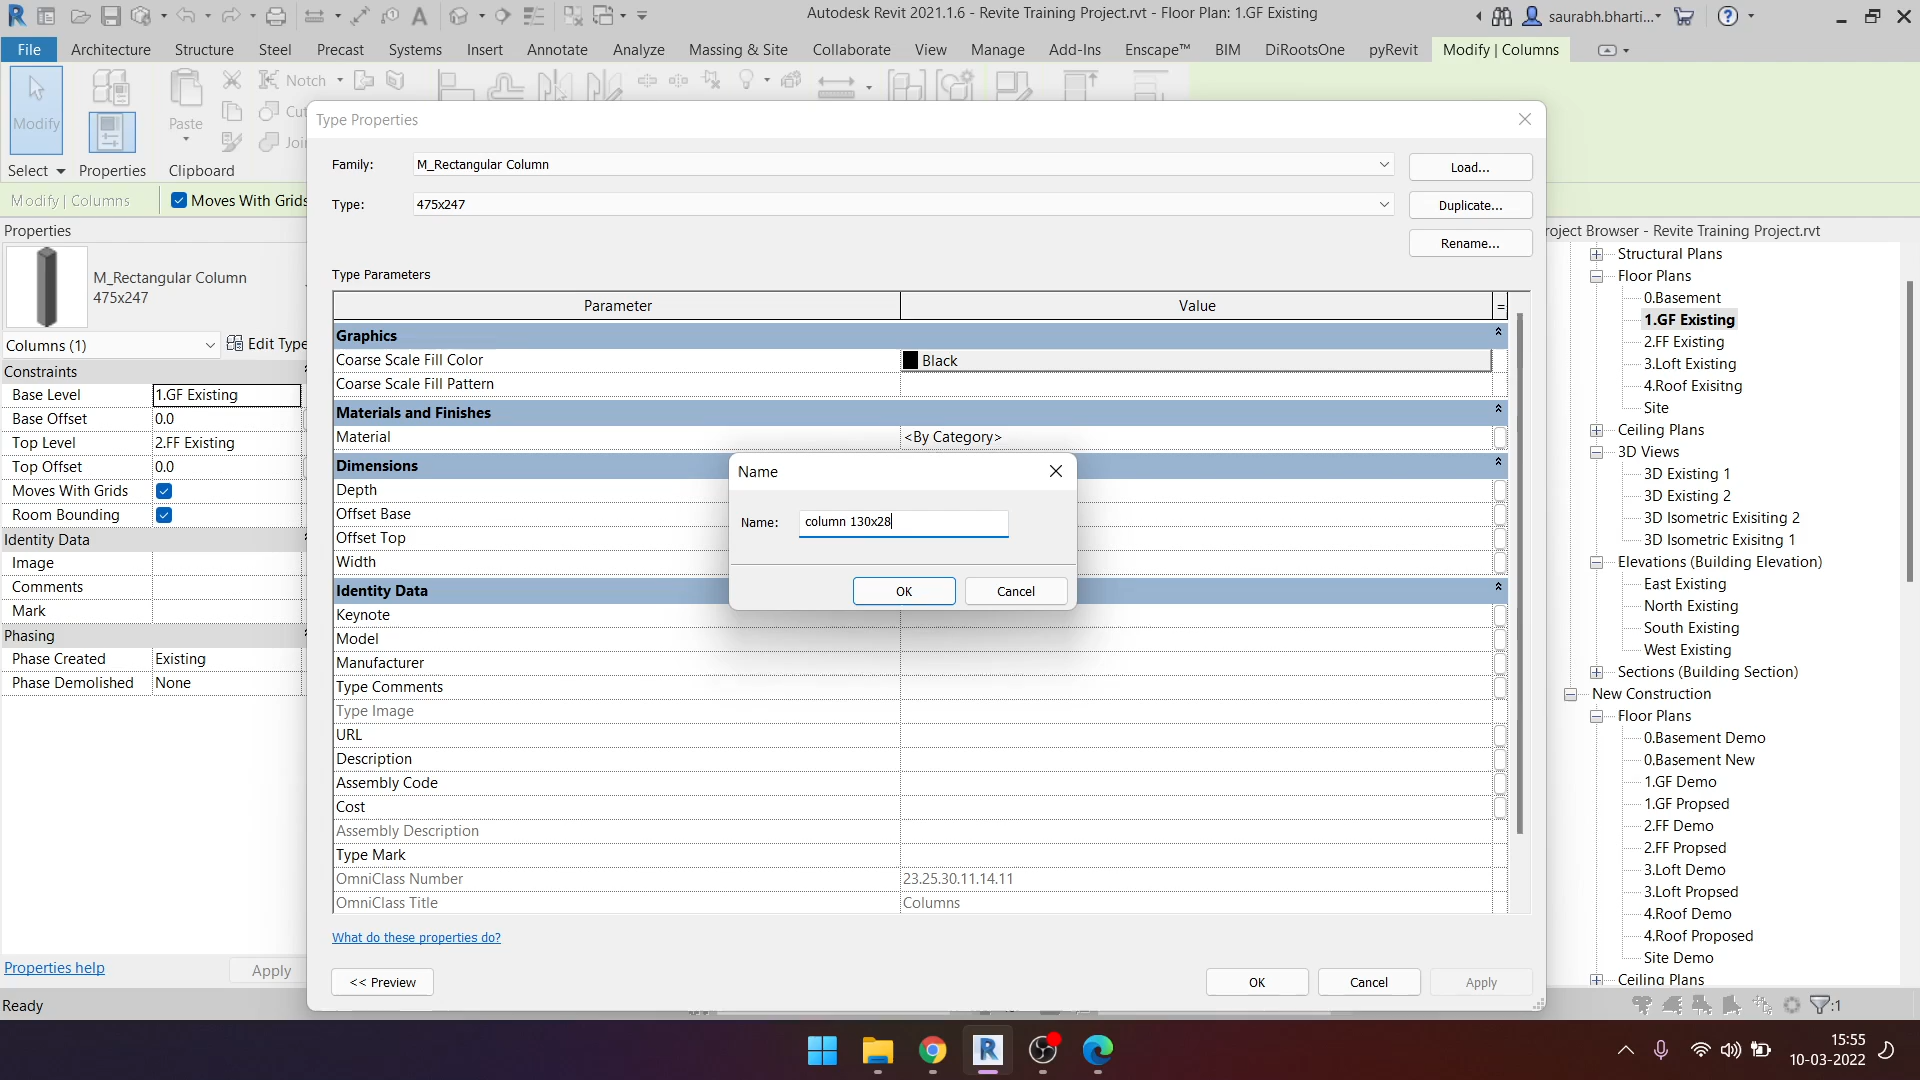 Autodesk Revit 2021.1.6 - Revite Training Project.rvt - Floor Plan: 1.GF Existing
saurabh.bharti...
File Architecture Structure Steel Precast Systems Insert Annotate Analyze Massing & Site Collaborate View Manage Add-Ins Enscape™ BIM DiRootsOne pyRevit Modify | Columns
Modify
Paste
Notch
Select Properties Clipboard
Modify | Columns Moves With Grids
Properties
M_Rectangular Column
475x247
Columns (1) Edit Type
Constraints
Base Level 1.GF Existing
Base Offset 0.0
Top Level 2.FF Existing
Top Offset 0.0
Moves With Grids
Room Bounding
Identity Data
Image
Comments
Mark
Phasing
Phase Created Existing
Phase Demolished None
Properties help Apply
Ready
Type Properties
Family: M_Rectangular Column Load...
Type: 475x247 Duplicate...
Rename...
Type Parameters
Parameter Value =
Graphics
Coarse Scale Fill Color Black
Coarse Scale Fill Pattern
Materials and Finishes
Material <By Category>
Dimensions
Depth
Offset Base
Offset Top
Width
Identity Data
Keynote
Model
Manufacturer
Type Comments
Type Image
URL
Description
Assembly Code
Cost
Assembly Description
Type Mark
OmniClass Number 23.25.30.11.14.11
OmniClass Title Columns
What do these properties do?
<< Preview OK Cancel Apply
Name
Name: column 130x28
OK Cancel
roject Browser - Revite Training Project.rvt
Structural Plans
Floor Plans
0.Basement
1.GF Existing
2.FF Existing
3.Loft Existing
4.Roof Exisitng
Site
Ceiling Plans
3D Views
3D Existing 1
3D Existing 2
3D Isometric Exisiting 2
3D Isometric Exisitng 1
Elevations (Building Elevation)
East Existing
North Existing
South Existing
West Existing
Sections (Building Section)
New Construction
Floor Plans
0.Basement Demo
0.Basement New
1.GF Demo
1.GF Propsed
2.FF Demo
2.FF Propsed
3.Loft Demo
3.Loft Propsed
4.Roof Demo
4.Roof Proposed
Site Demo
Ceiling Plans
:1
15:55
10-03-2022